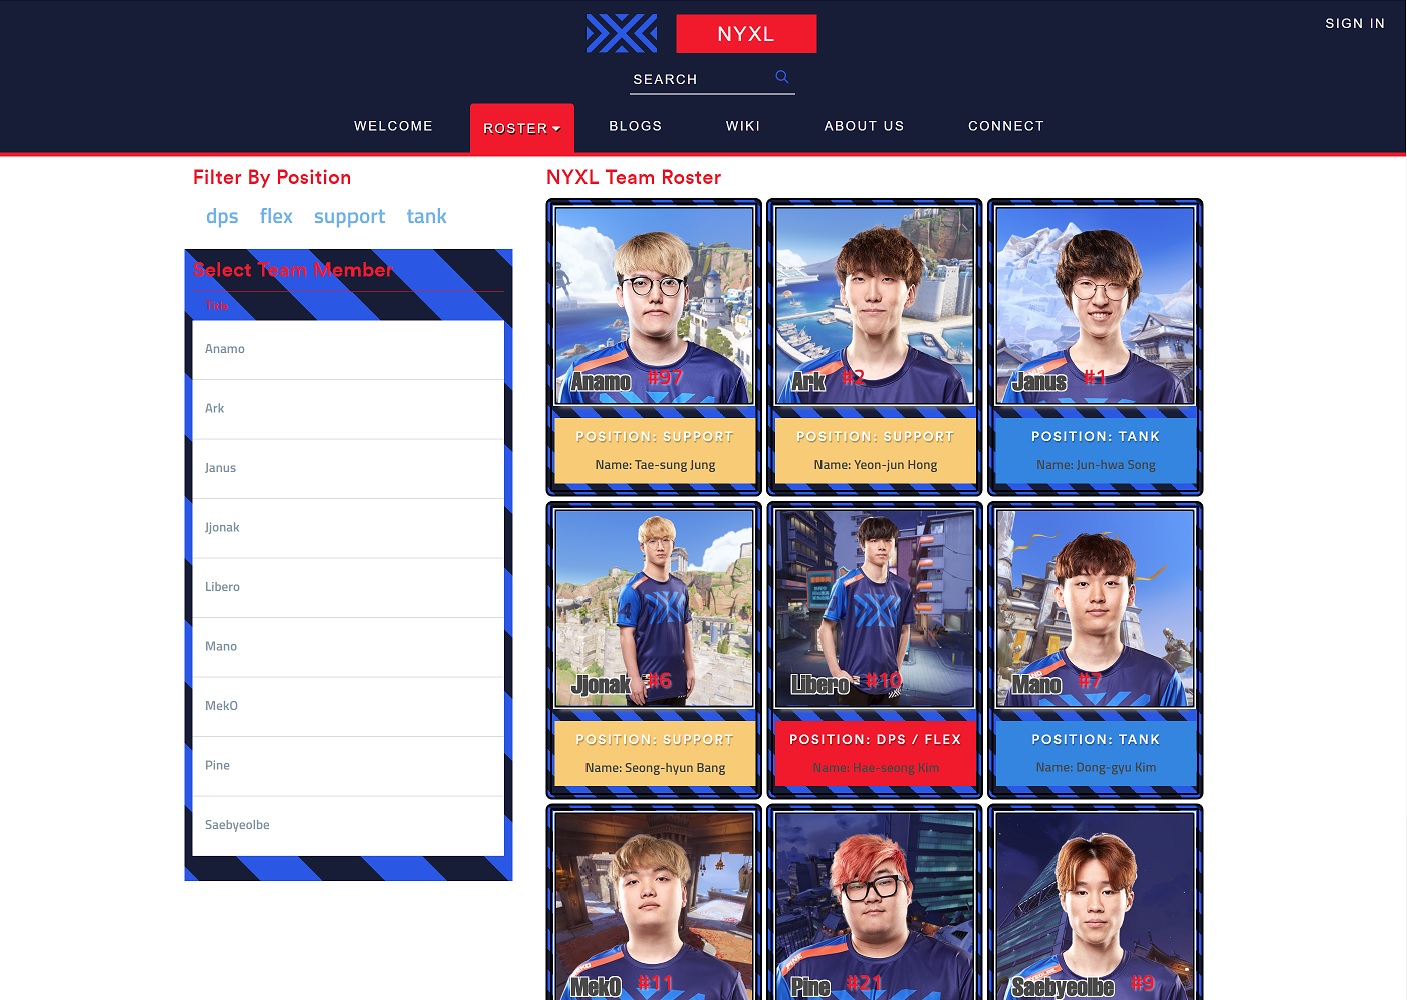 SIGN IN
NYXL
SEARCH
WELCOME
ROSTER
BLOGS
WIKI
ABOUT US
CONNECT
Filter By Position
dps flex support tank
Select Team Member
Title
Anamo
Ark
Janus
Jjonak
Libero
Mano
MekO
Pine
Saebyeolbe
NYXL Team Roster
Anamo #97
POSITION: SUPPORT
Name: Tae-sung Jung
Ark #2
POSITION: SUPPORT
Name: Yeon-jun Hong
Janus #1
POSITION: TANK
Name: Jun-hwa Song
Jjonak #6
POSITION: SUPPORT
Name: Seong-hyun Bang
Libero #10
POSITION: DPS / FLEX
Name: Hae-seong Kim
Mano #7
POSITION: TANK
Name: Dong-gyu Kim
MekO #11
Pine #21
Saebyeolbe #9